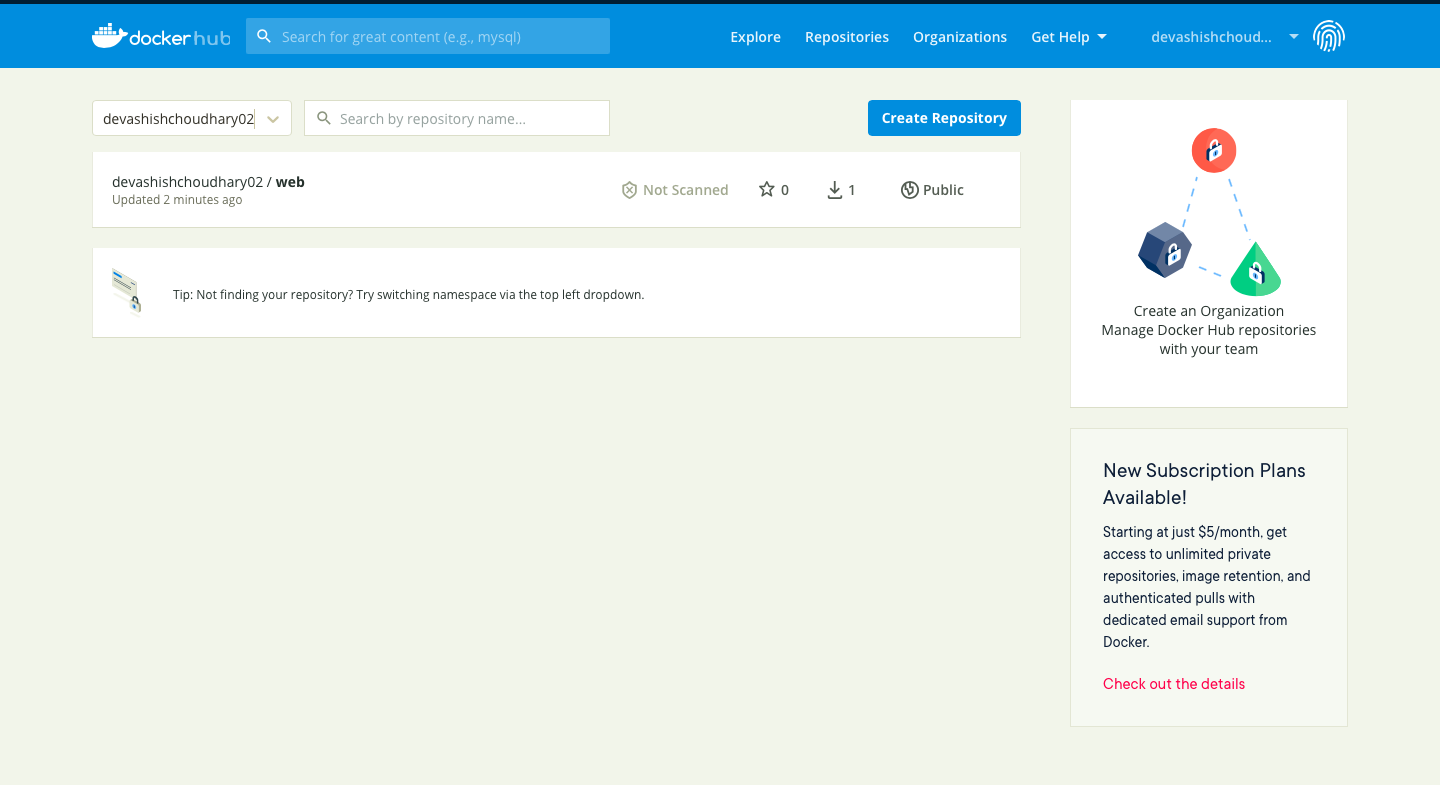 docker hub
Search for great content (e.g., mysql)
Explore
Repositories
Organizations
Get Help
devashishchoud...
devashishchoudhary02
Search by repository name...
Create Repository
devashishchoudhary02 / web
Updated 2 minutes ago
Not Scanned
0
1
Public
Tip: Not finding your repository? Try switching namespace via the top left dropdown.
Create an Organization
Manage Docker Hub repositories
with your team
New Subscription Plans
Available!
Starting at just $5/month, get
access to unlimited private
repositories, image retention, and
authenticated pulls with
dedicated email support from
Docker.
Check out the details